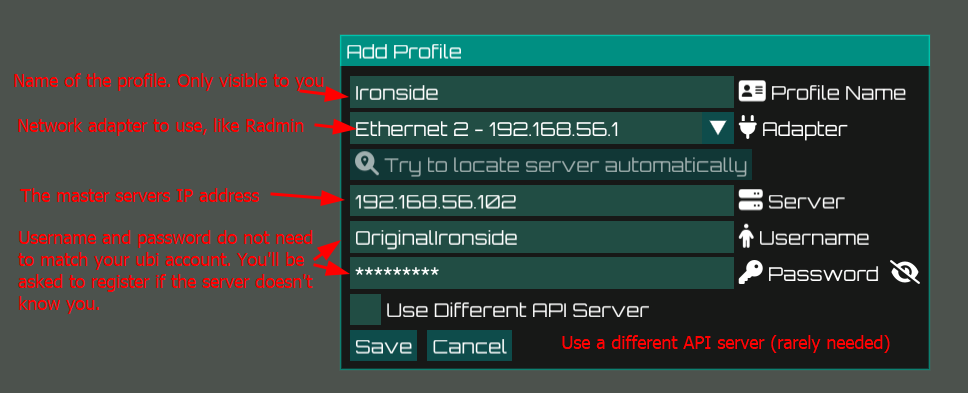 Add Profile
Name of the profile. Only visible to you
Ironside
Profile Name
Network adapter to use, like Radmin
Ethernet 2 - 192.168.56.1
Adapter
Try to locate server automatically
The master servers IP address
192.168.56.102
Server
Username and password do not need
to match your ubi account. You'll be
asked to register if the server doesn't
know you.
OriginalIronside
Username
*********
Password
Use Different API Server
Save
Cancel
Use a different API server (rarely needed)